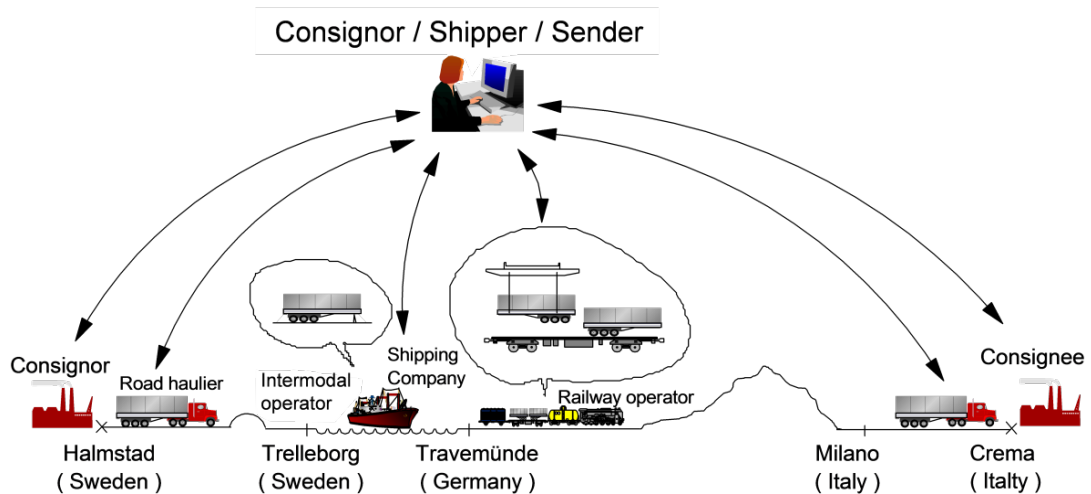 Consignor / Shipper / Sender
Consignor
Road haulier
Intermodal
operator
Shipping
Company
Railway operator
Consignee
Halmstad
( Sweden )
Trelleborg
( Sweden )
Travemünde
( Germany )
Milano
( Italy )
Crema
( Italty )